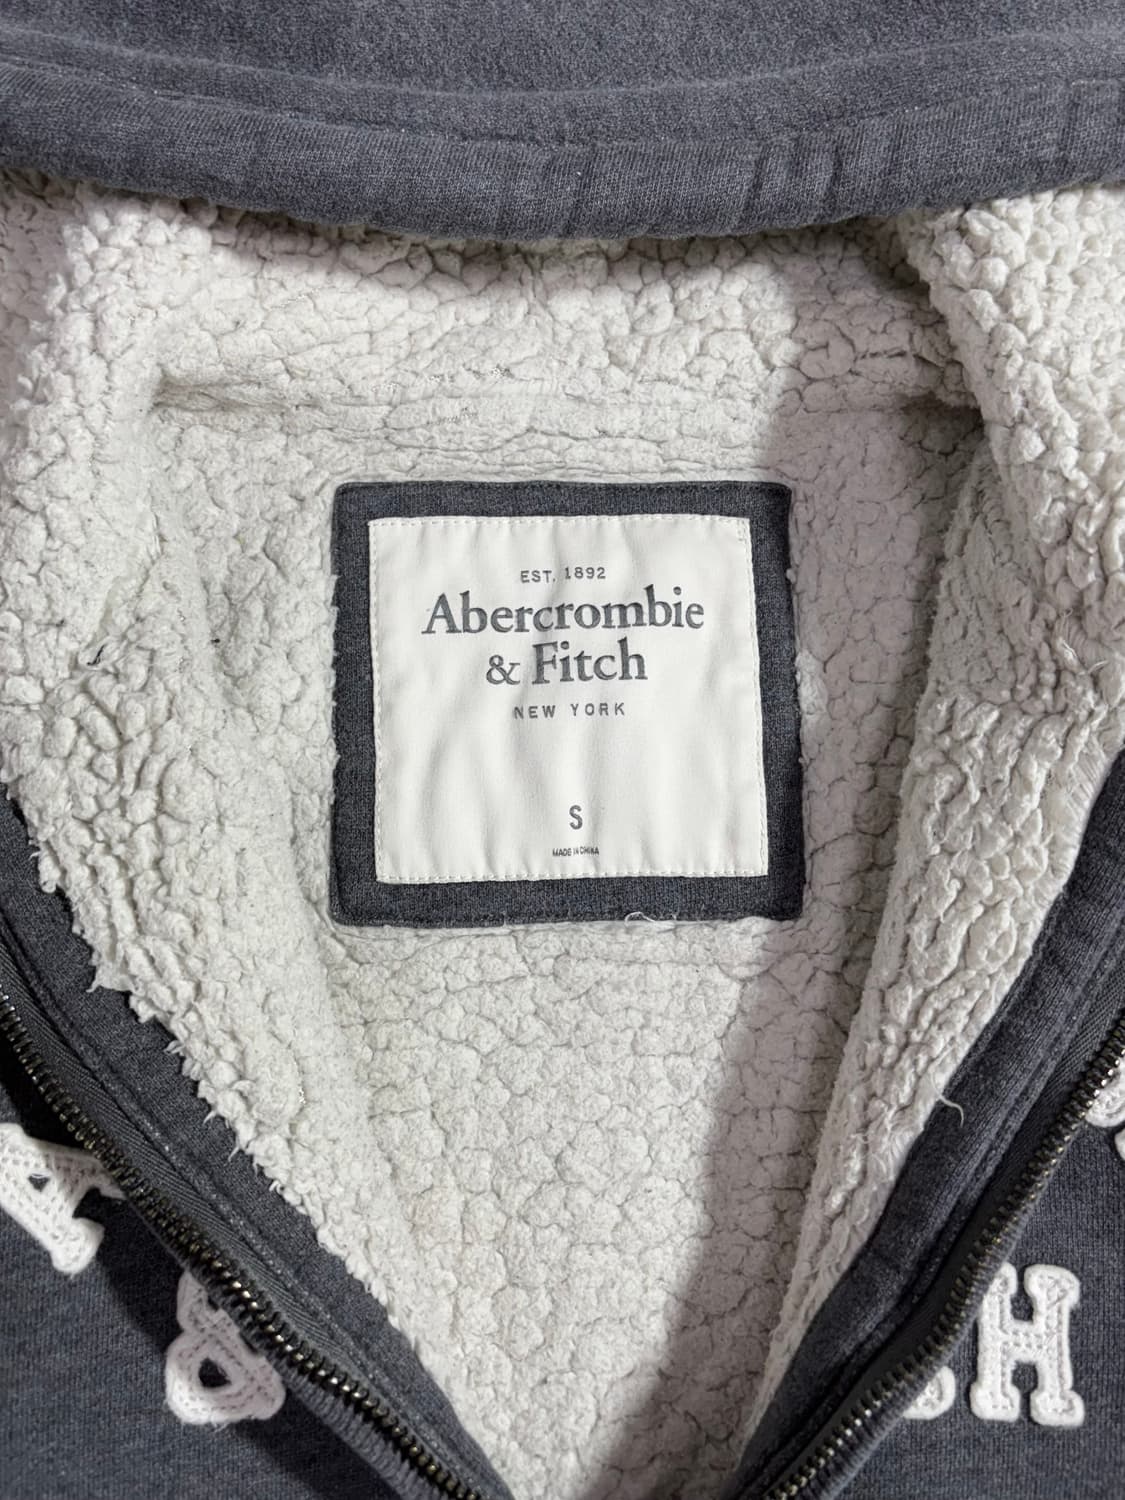 EST. 1892
Abercrombie
& Fitch
NEW YORK
S
MADE IN CHINA
A
&
H